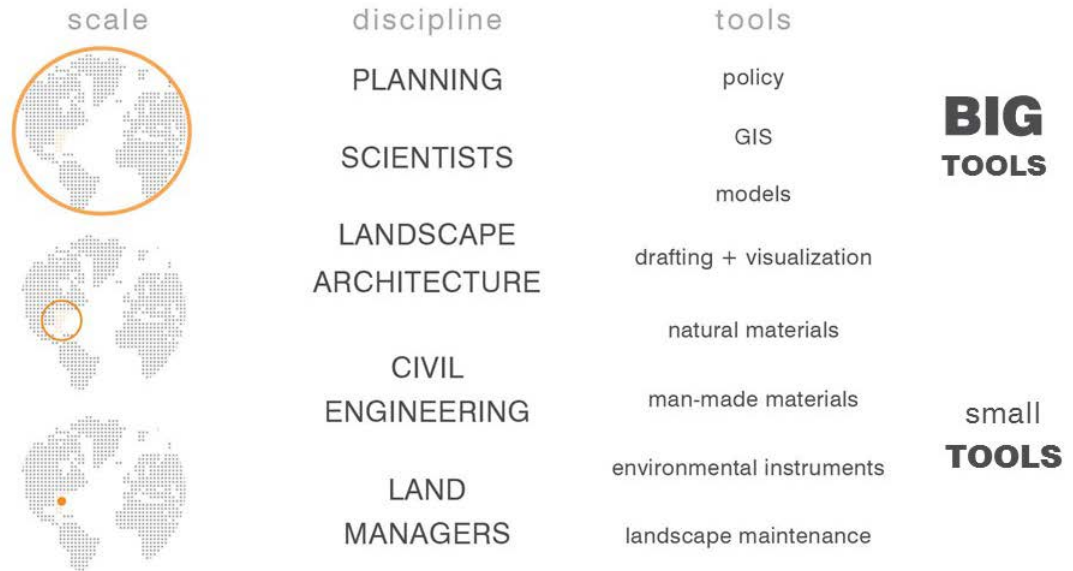 scale
discipline
tools
PLANNING
SCIENTISTS
LANDSCAPE
ARCHITECTURE
CIVIL
ENGINEERING
LAND
MANAGERS
policy
GIS
models
drafting + visualization
natural materials
man-made materials
environmental instruments
landscape maintenance
BIG
TOOLS
small
TOOLS